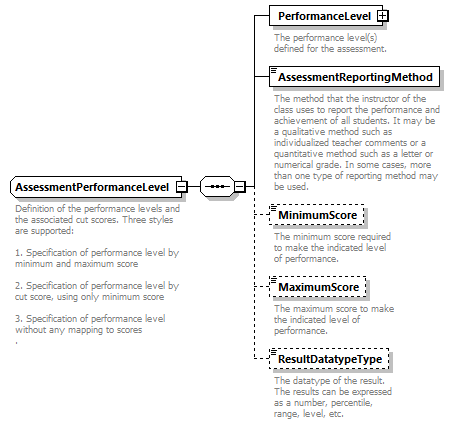 PerformanceLevel
The performance level(s)
defined for the assessment.
AssessmentReportingMethod
The method that the instructor of the
class uses to report the performance and
achievement of all students. It may be
a qualitative method such as
individualized teacher comments or a
quantitative method such as a letter or
numerical grade. In some cases, more
than one type of reporting method may
be used.
AssessmentPerformanceLevel
Definition of the performance levels and
the associated cut scores. Three styles
are supported:
1. Specification of performance level by
minimum and maximum score
2. Specification of performance level by
cut score, using only minimum score
3. Specification of performance level
without any mapping to scores
.
MinimumScore
The minimum score required
to make the indicated level
of performance.
MaximumScore
The maximum score to make
the indicated level of
performance.
ResultDatatypeType
The datatype of the result.
The results can be expressed
as a number, percentile,
range, level, etc.